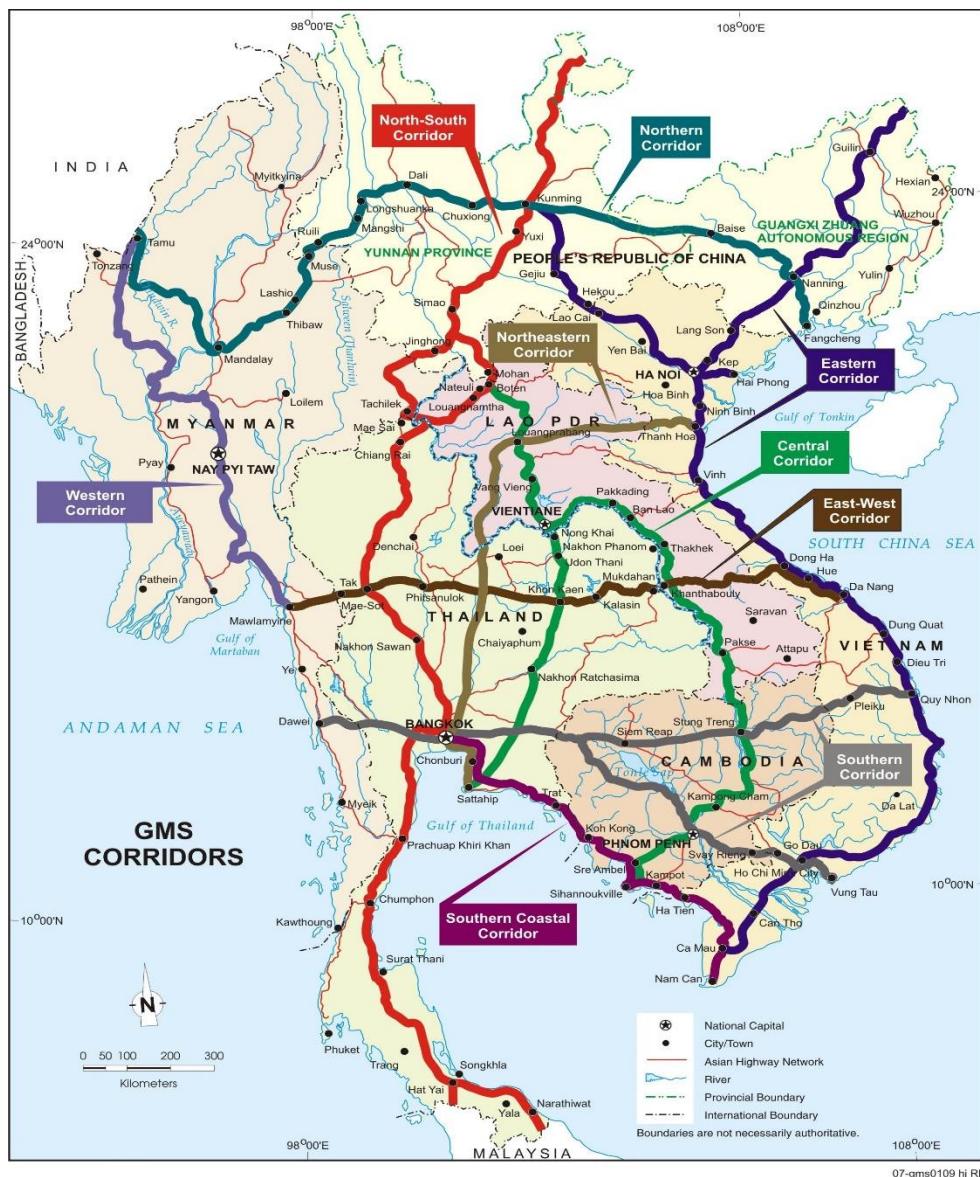 98°00'E
108°00'E
North-South
Corridor
Northern
Corridor
Guilin
INDIA
Myitkyina
Dali
Hexian
24°00'N
Longshuanka
Chuxiong
Kunming
Wuzhou
Tamu
Ruili
Mangshi
Yuxi
Baise
GUANGXI ZHUANG
AUTONOMOUS REGION
24°00'N
Tonzang
YUNNAN PROVINCE
PEOPLE'S REPUBLIC OF CHINA
Muse
Gejiu
Yulin
Nanning
BANGLADESH
Lashio
Simao
Hekou
Qinzhou
Thibaw
Lao Cai
Lang Son
Fangcheng
Salween (Thanlwin)
Mandalay
Jinghong
Northeastern
Corridor
Yen Bai
Kep
Eastern
Corridor
Mohan
HA NOI
Hai Phong
Loilem
Nateuil
Boten
Hoa Binh
Tachilek
Louangnamtha
Ninh Binh
Gulf of Tonkin
MYANMAR
Mae Sai
LAO PDR
Thanh Hoa
Chiang Rai
Louangphabang
Central
Corridor
Pyay
NAY PYI TAW
Vang Vieng
Vinh
Western
Corridor
Pakkading
Ban Lao
East-West
Corridor
VIENTIANE
Ayeyawady
Nong Khai
Denchai
Loei
Nakhon Phanom
Thakhek
SOUTH CHINA SEA
Udon Thani
Dong Ha
Pathein
Tak
Mukdahan
Hue
Yangon
Phitsanulok
Khon Kaen
Khanthabouly
Da Nang
Mae-Sot
Kalasin
Mawlamyine
THAILAND
Saravan
Gulf of
Martaban
Chaiyaphum
Dung Quat
Nakhon Sawan
Pakse
VIET NAM
Ye
Attapu
Dieu Tri
Nakhon Ratchasima
Quy Nhon
ANDAMAN SEA
Dawei
BANGKOK
Stung Treng
Pleiku
Siem Reap
Chonburi
CAMBODIA
Southern
Corridor
Tonle Sap
Sattahip
Myeik
Trat
Kampong Cham
Da Lat
GMS
CORRIDORS
Gulf of Thailand
Koh Kong
PHNOM PENH
Prachuap Khiri Khan
Svay Rieng
Go Dau
Sre Ambel
Ho Chi Minh City
Kampot
Vung Tau
10°00'N
Sihannoukville
Chumphon
Ha Tien
10°00'N
Southern Coastal
Corridor
Can Tho
Kawthoung
Ca Mau
Surat Thani
Nam Can
N
National Capital
City/Town
0 50 100 200 300
Phuket
Asian Highway Network
Kilometers
Trang
Songkhla
River
Hat Yai
Provincial Boundary
Yala
Narathiwat
International Boundary
Boundaries are not necessarily authoritative.
98°00'E
MALAYSIA
108°00'E